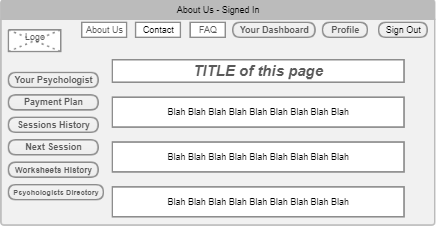 About Us - Signed In
Loge
About Us
Contact
FAQ
Your Dashboard
Profile
Sign Out
TITLE of this page
Your Psychologist
Payment Plan
Sessions History
Next Session
Worksheets History
Psychologists Directory
Blah Blah Blah Blah Blah Blah Blah Blah Blah
Blah Blah Blah Blah Blah Blah Blah Blah Blah
Blah Blah Blah Blah Blah Blah Blah Blah Blah